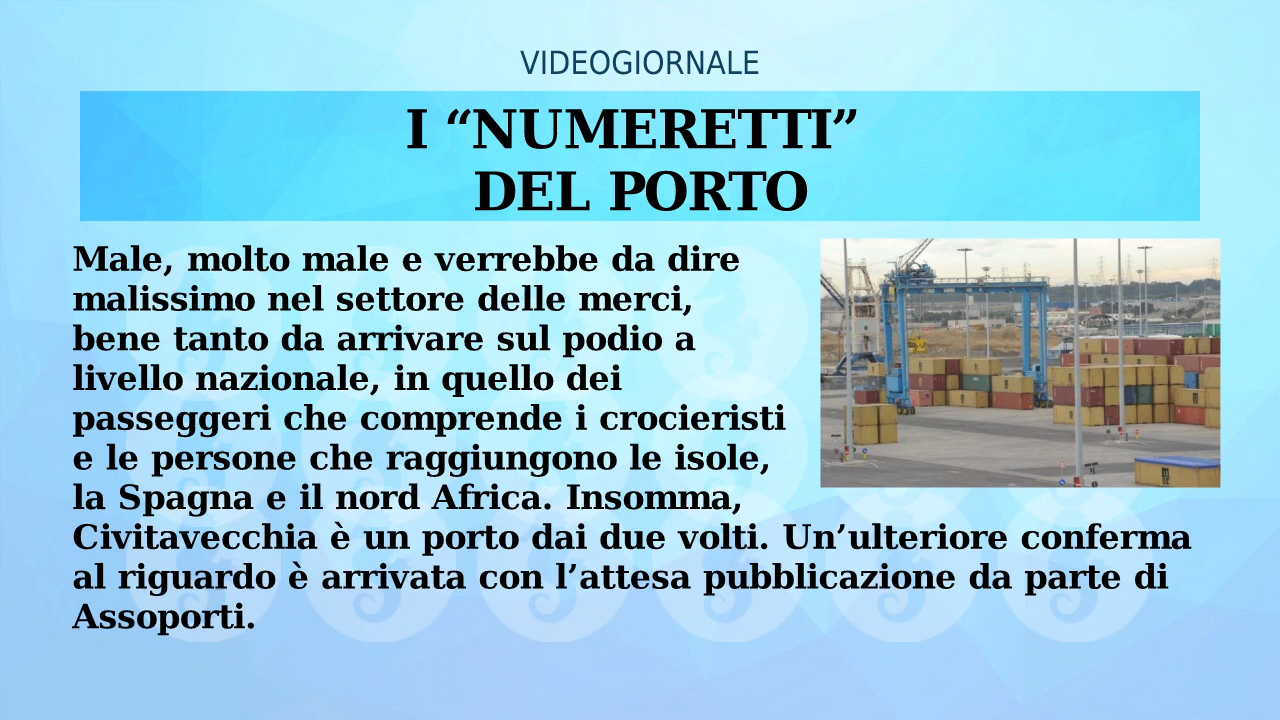 VIDEOGIORNALE
I “NUMERETTI”
DEL PORTO
Male, molto male e verrebbe da dire
malissimo nel settore delle merci,
bene tanto da arrivare sul podio a
livello nazionale, in quello dei
passeggeri che comprende i crocieristi
e le persone che raggiungono le isole,
la Spagna e il nord Africa. Insomma,
Civitavecchia è un porto dai due volti. Un’ulteriore conferma
al riguardo è arrivata con l’attesa pubblicazione da parte di
Assoporti.